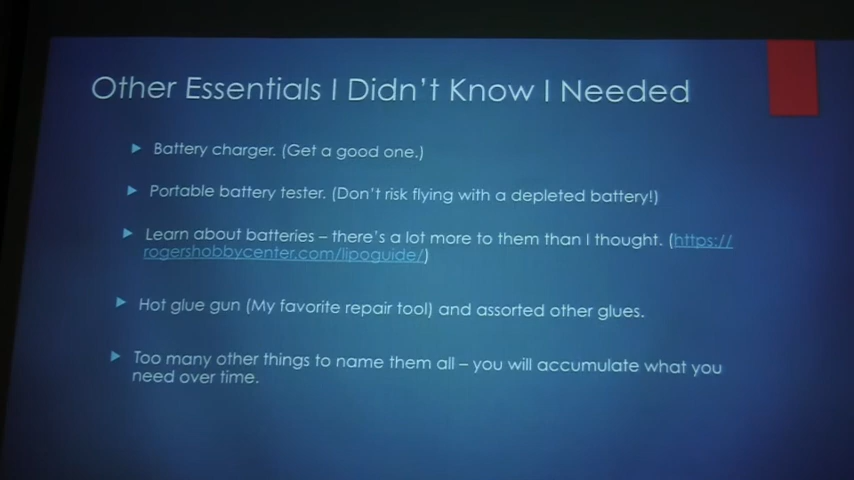 Other Essentials I Didn't Know I Needed
Battery charger. (Get a good one.)
Portable battery tester. (Don't risk flying with a depleted battery!)
Learn about batteries – there's a lot more to them than I thought. (https://
rogershobbycenter.com/lipoguide/)
Hot glue gun (My favorite repair tool) and assorted other glues.
Too many other things to name them all – you will accumulate what you
need over time.